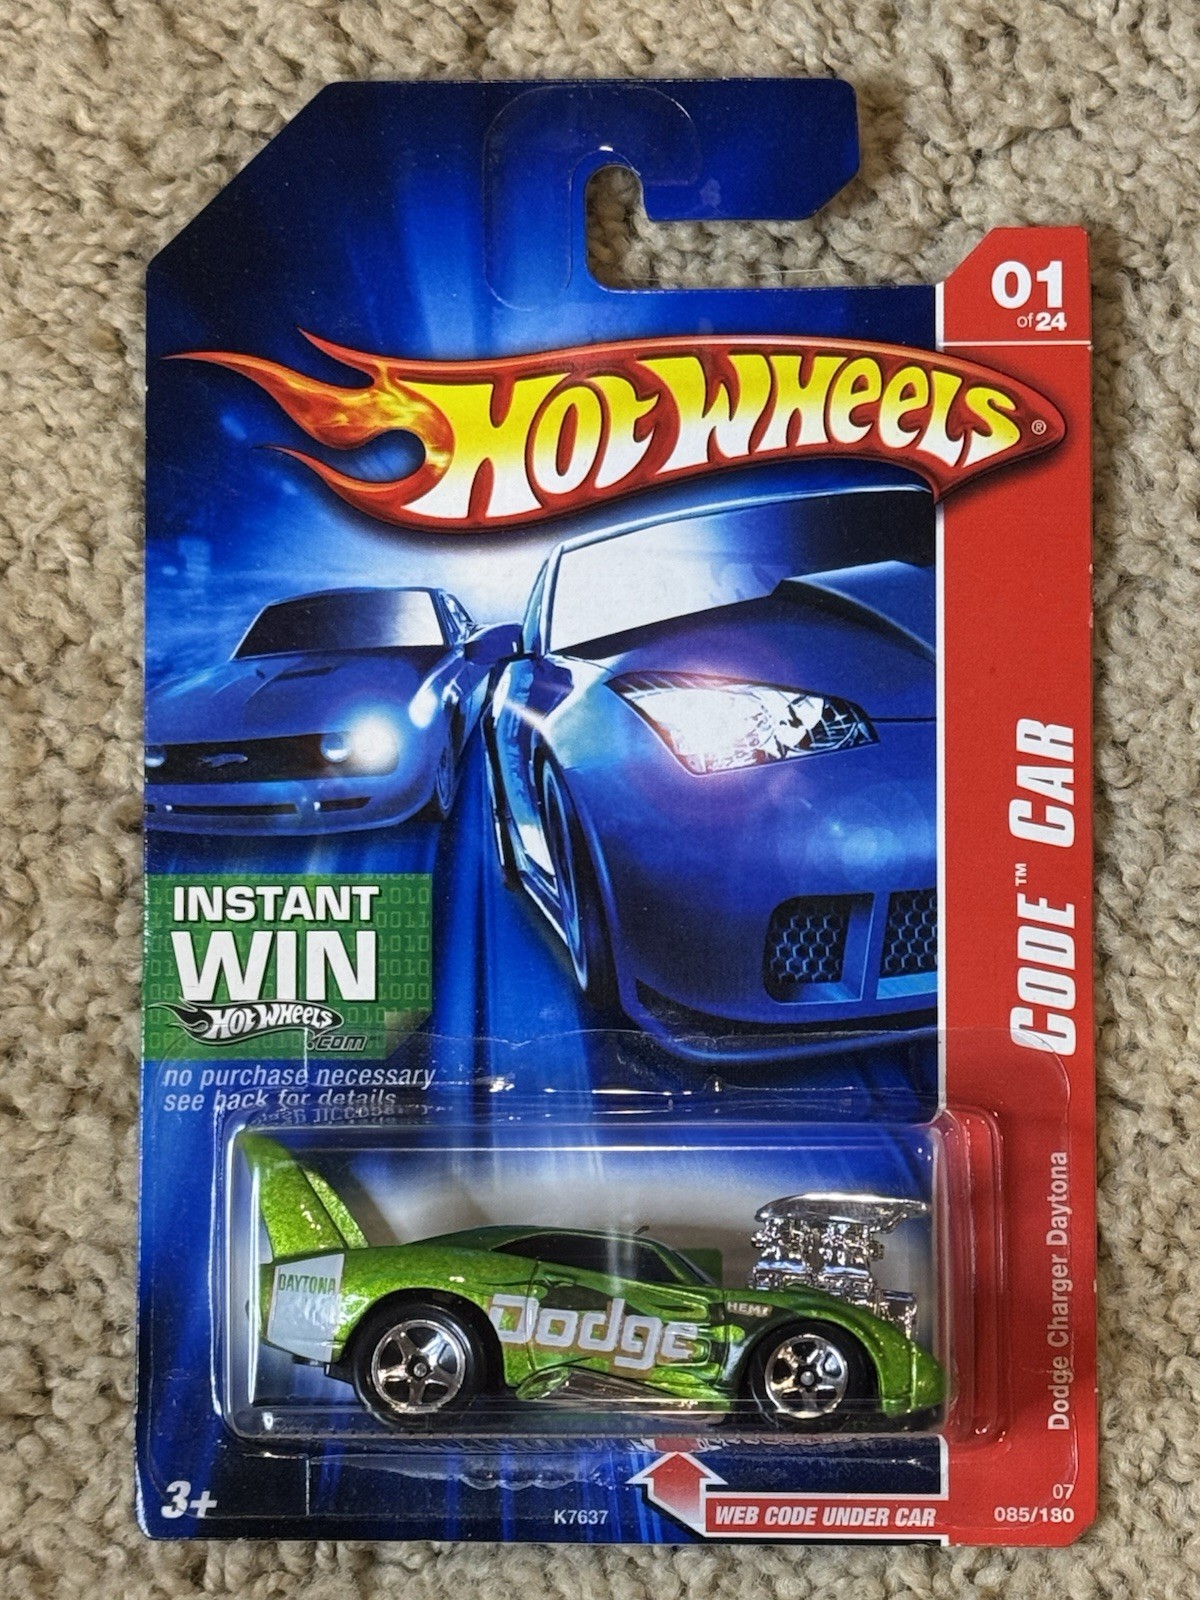 01
of 24
HOT WHEELS®
CODE™ CAR
INSTANT
WIN
HOT WHEELS
.com
no purchase necessary
see back for details
DAYTONA
Dodge
HEMI
Dodge Charger Daytona
3+
K7637
WEB CODE UNDER CAR
07
085/180